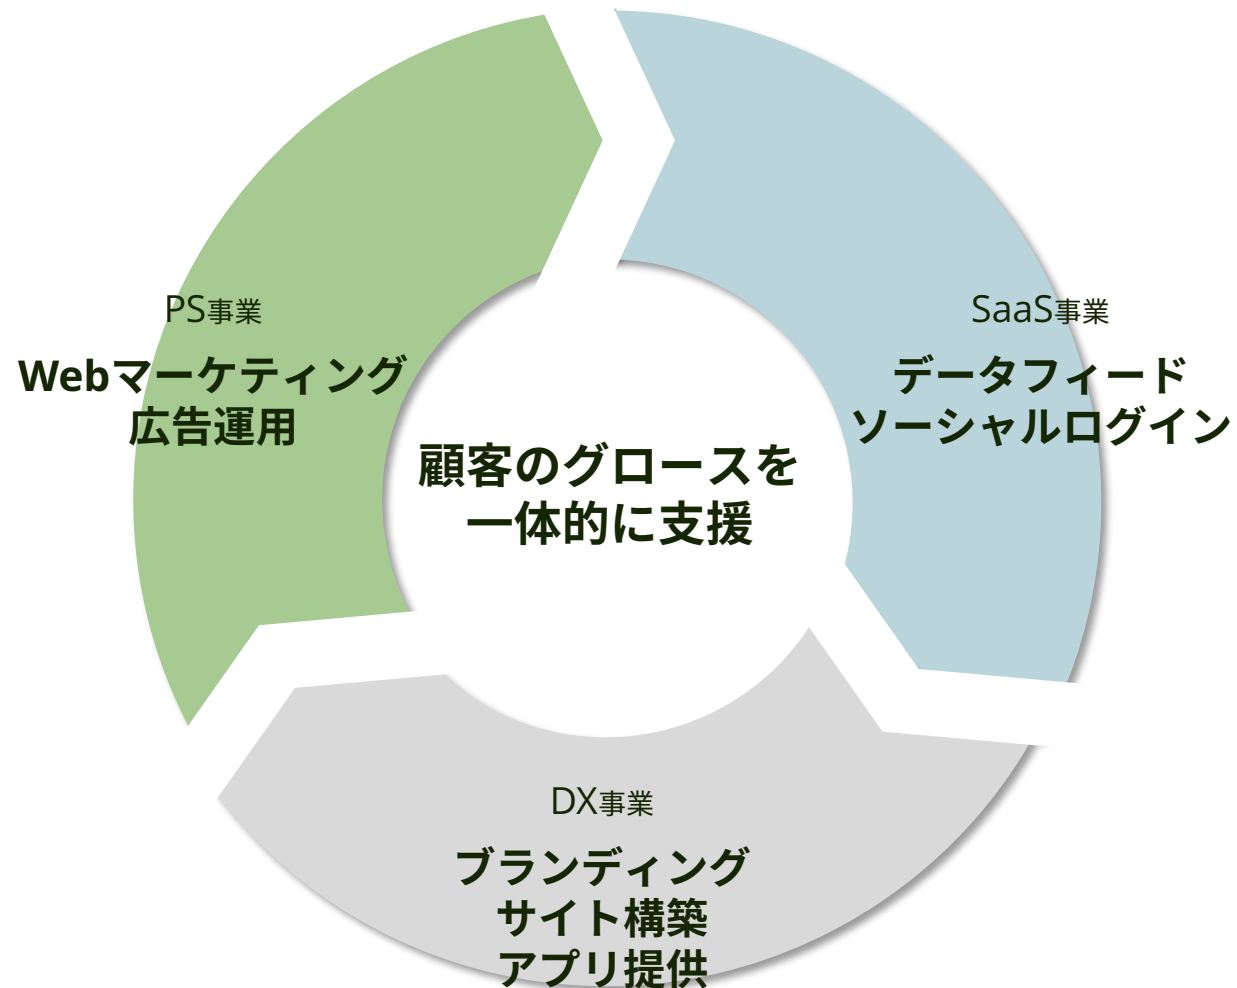 PS事業
Webマーケティング
広告運用
SaaS事業
データフィード
ソーシャルログイン
顧客のグロースを
一体的に支援
DX事業
ブランディング
サイト構築
アプリ提供